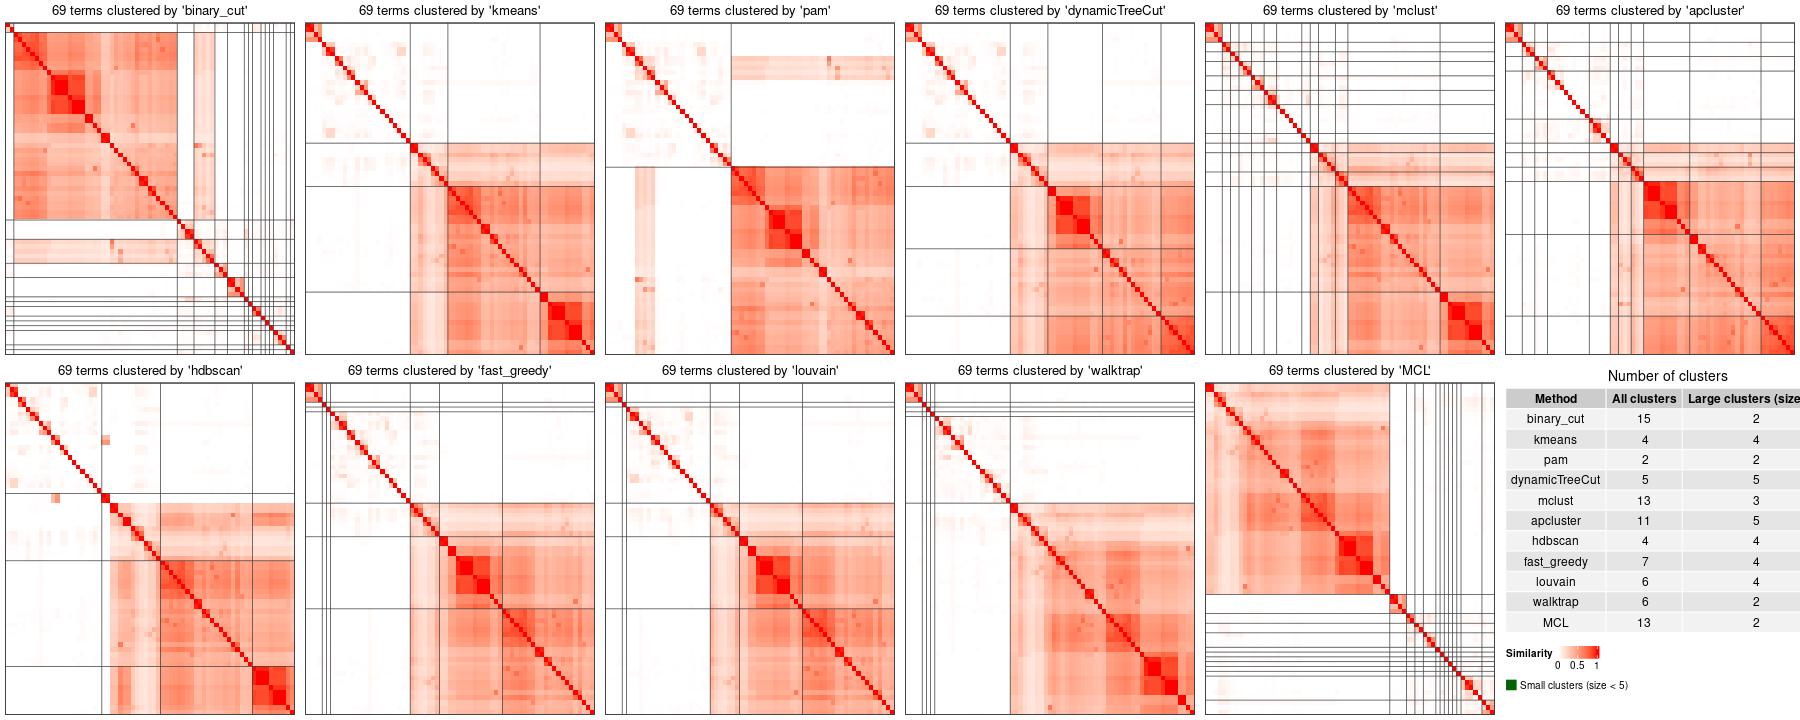 69 terms clustered by 'binary_cut'
69 terms clustered by 'kmeans'
69 terms clustered by 'pam'
69 terms clustered by 'dynamicTreeCut'
69 terms clustered by 'mclust'
69 terms clustered by 'apcluster'
69 terms clustered by 'hdbscan'
69 terms clustered by 'fast_greedy'
69 terms clustered by 'louvain'
69 terms clustered by 'walktrap'
69 terms clustered by 'MCL'
Number of clusters
Method All clusters Large clusters (size
binary_cut 15 2
kmeans 4 4
pam 2 2
dynamicTreeCut 5 5
mclust 13 3
apcluster 11 5
hdbscan 4 4
fast_greedy 7 4
louvain 6 4
walktrap 6 2
MCL 13 2
Similarity
0 0.5 1
Small clusters (size < 5)